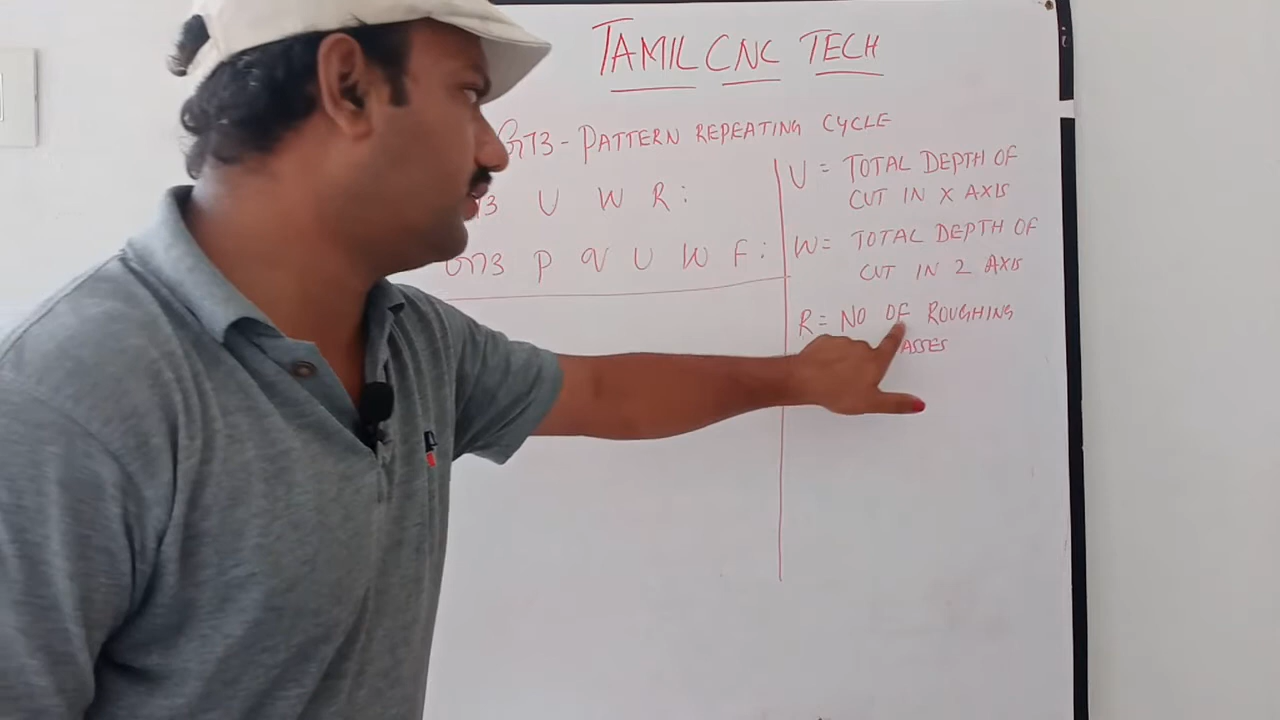 TAMIL CNC TECH
G73 - PATTERN REPEATING CYCLE
U W R :
G73 P Q U W F :
U = TOTAL DEPTH OF
CUT IN X AXIS
W = TOTAL DEPTH OF
CUT IN Z AXIS
R = NO OF ROUGHING